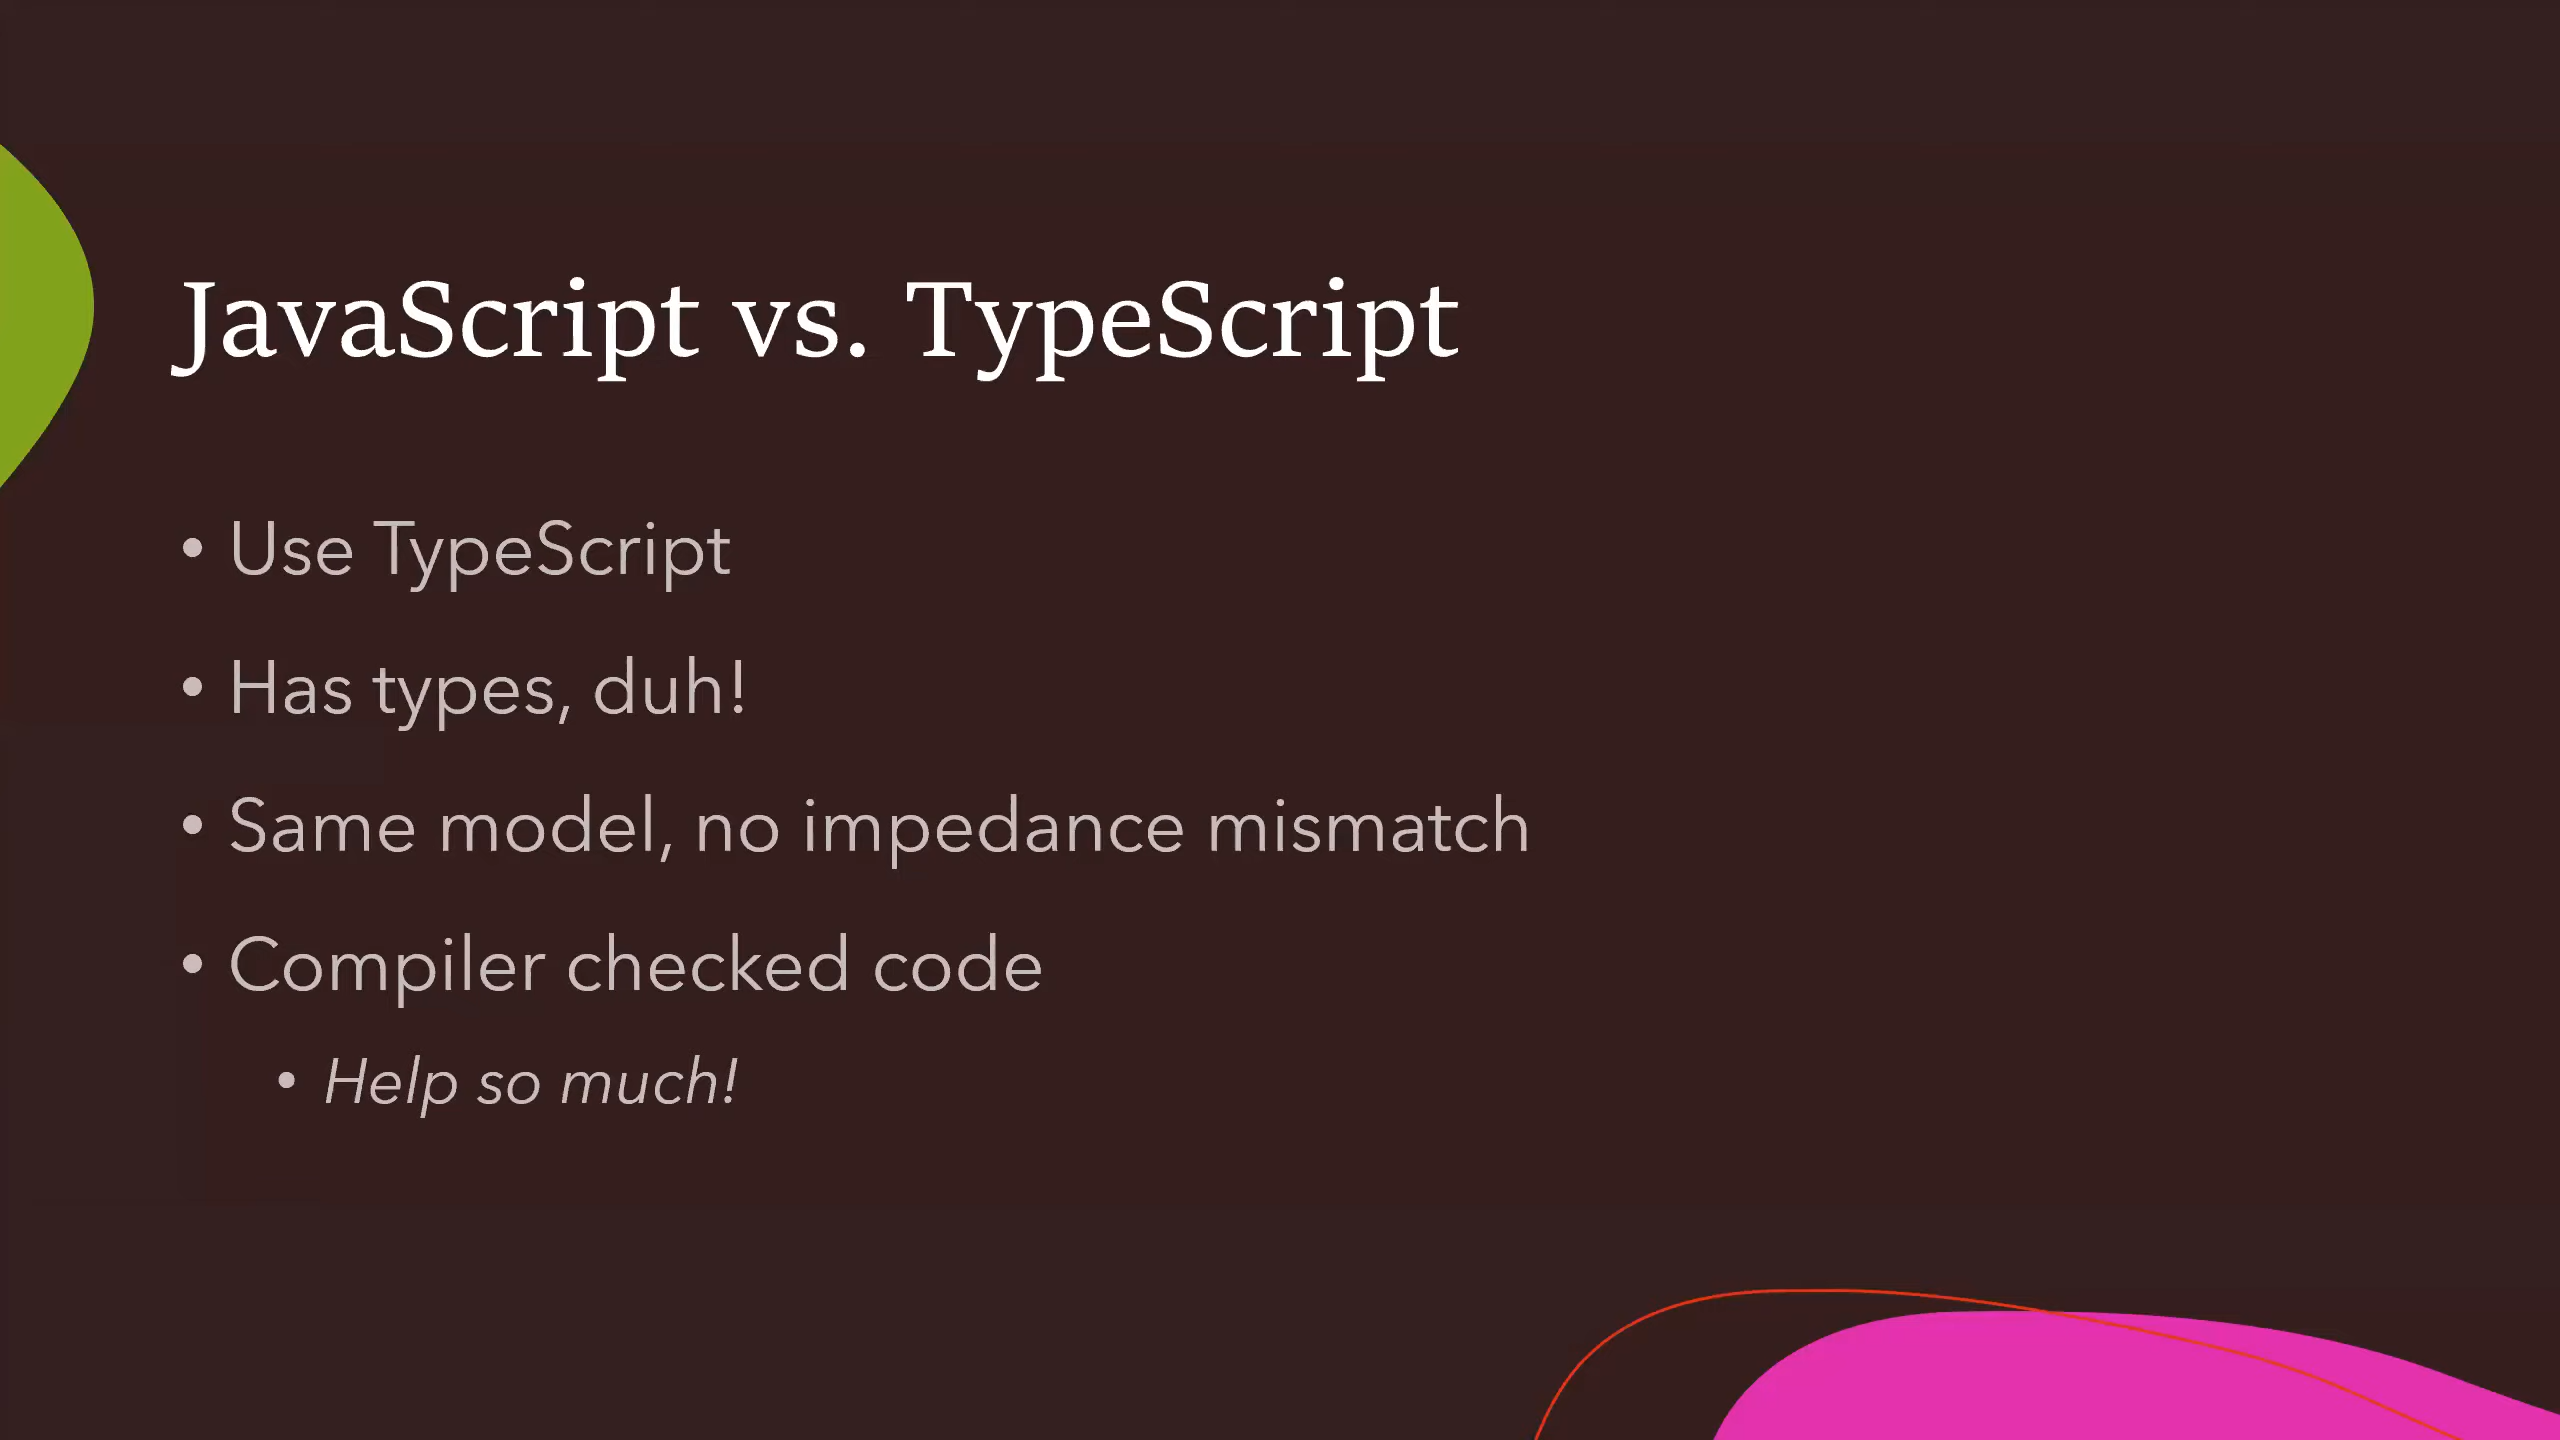 JavaScript vs. TypeScript
• Use TypeScript
• Has types, duh!
• Same model, no impedance mismatch
• Compiler checked code
• Help so much!